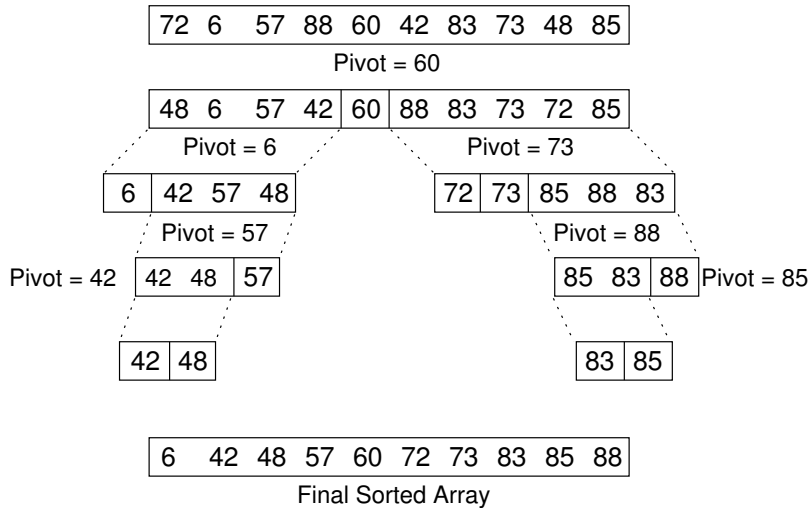 72 6 57 88 60 42 83 73 48 85
Pivot = 60
48 6 57 42 60 88 83 73 72 85
Pivot = 6 Pivot = 73
6 42 57 48 72 73 85 88 83
Pivot = 57 Pivot = 88
Pivot = 42 42 48 57 85 83 88 Pivot = 85
42 48 83 85
6 42 48 57 60 72 73 83 85 88
Final Sorted Array